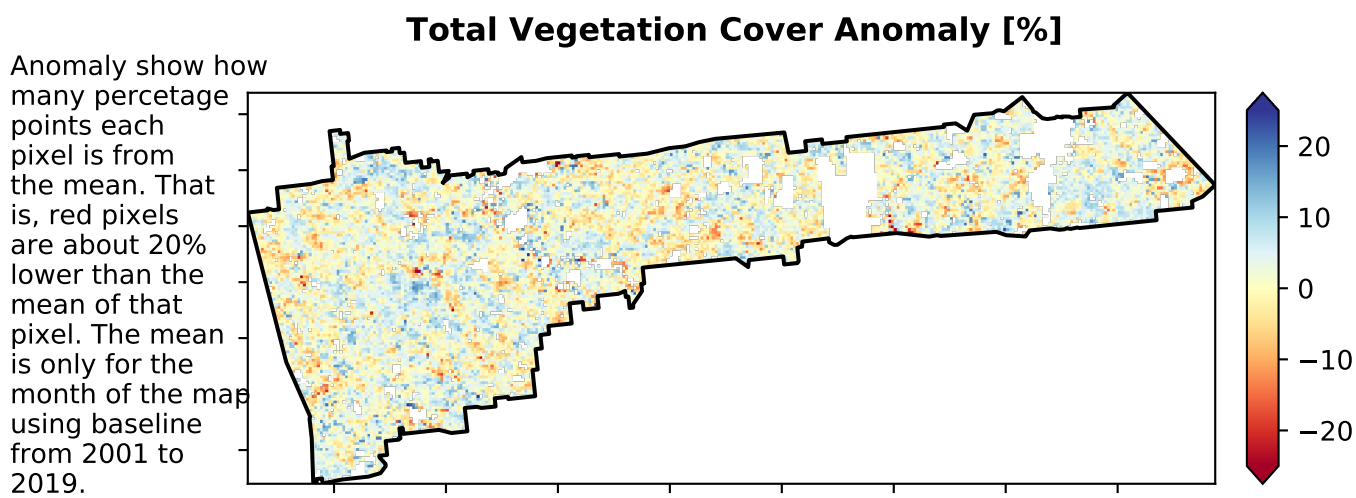 Total Vegetation Cover Anomaly [%]
Anomaly show how
many percetage
points each
pixel is from
the mean. That
is, red pixels
are about 20%
lower than the
mean of that
pixel. The mean
is only for the
month of the map
using baseline
from 2001 to
2019.
20
10
0
−10
−20